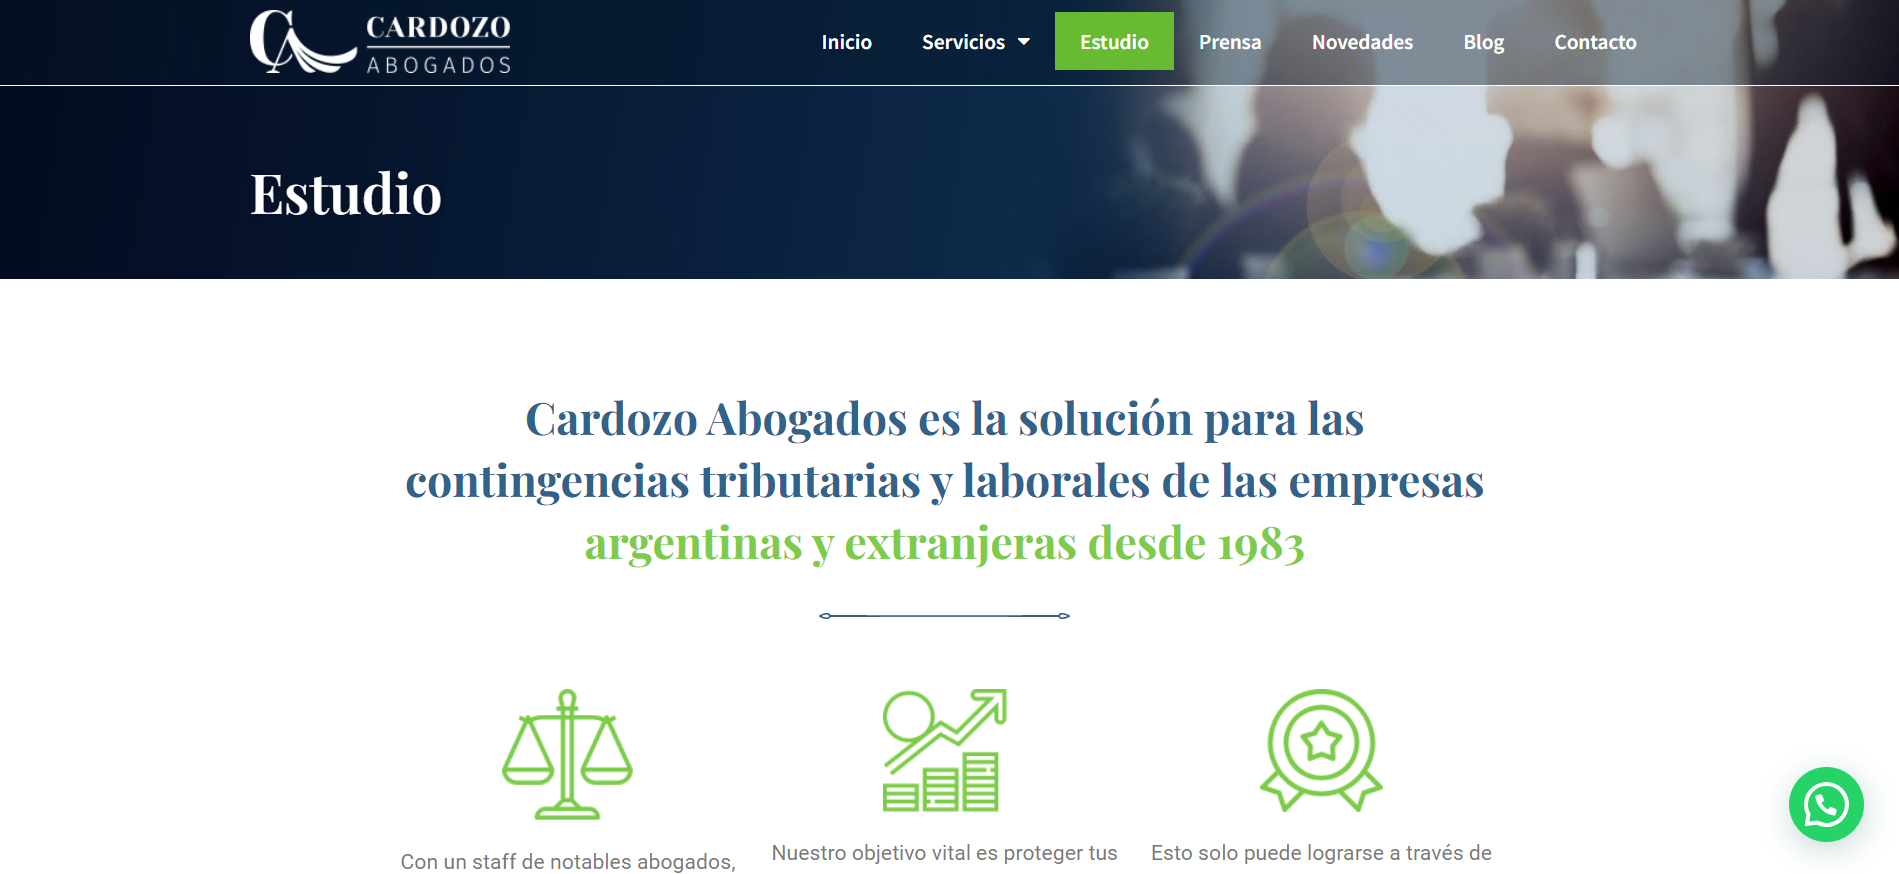 CARDOZO
ABOGADOS
Inicio Servicios Estudio Prensa Novedades Blog Contacto
Estudio
Cardozo Abogados es la solución para las
contingencias tributarias y laborales de las empresas
argentinas y extranjeras desde 1983
Con un staff de notables abogados,
Nuestro objetivo vital es proteger tus
Esto solo puede lograrse a través de